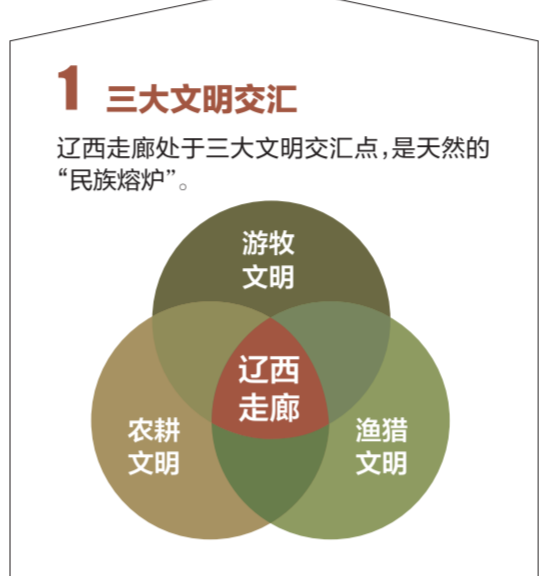 1 三大文明交汇
辽西走廊处于三大文明交汇点,是天然的
“民族熔炉”。
游牧
文明
辽西
走廊
农耕
文明
渔猎
文明